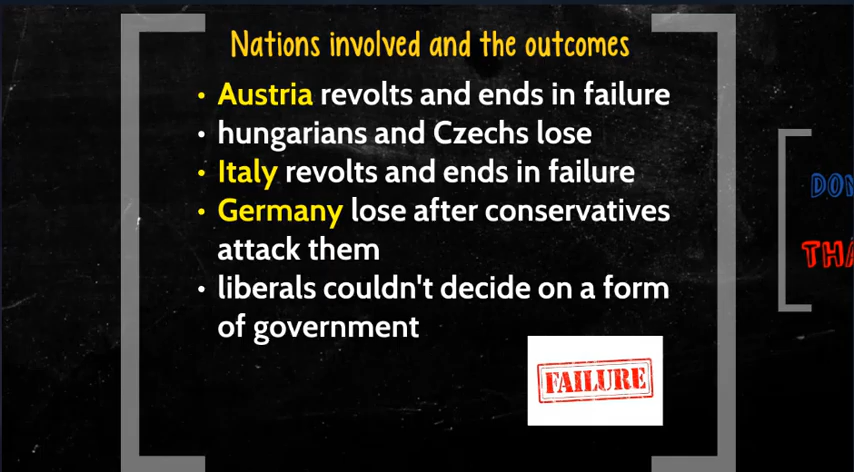 Nations involved and the outcomes
• Austria revolts and ends in failure
• hungarians and Czechs lose
• Italy revolts and ends in failure
• Germany lose after conservatives
attack them
• liberals couldn't decide on a form
of government
FAILURE